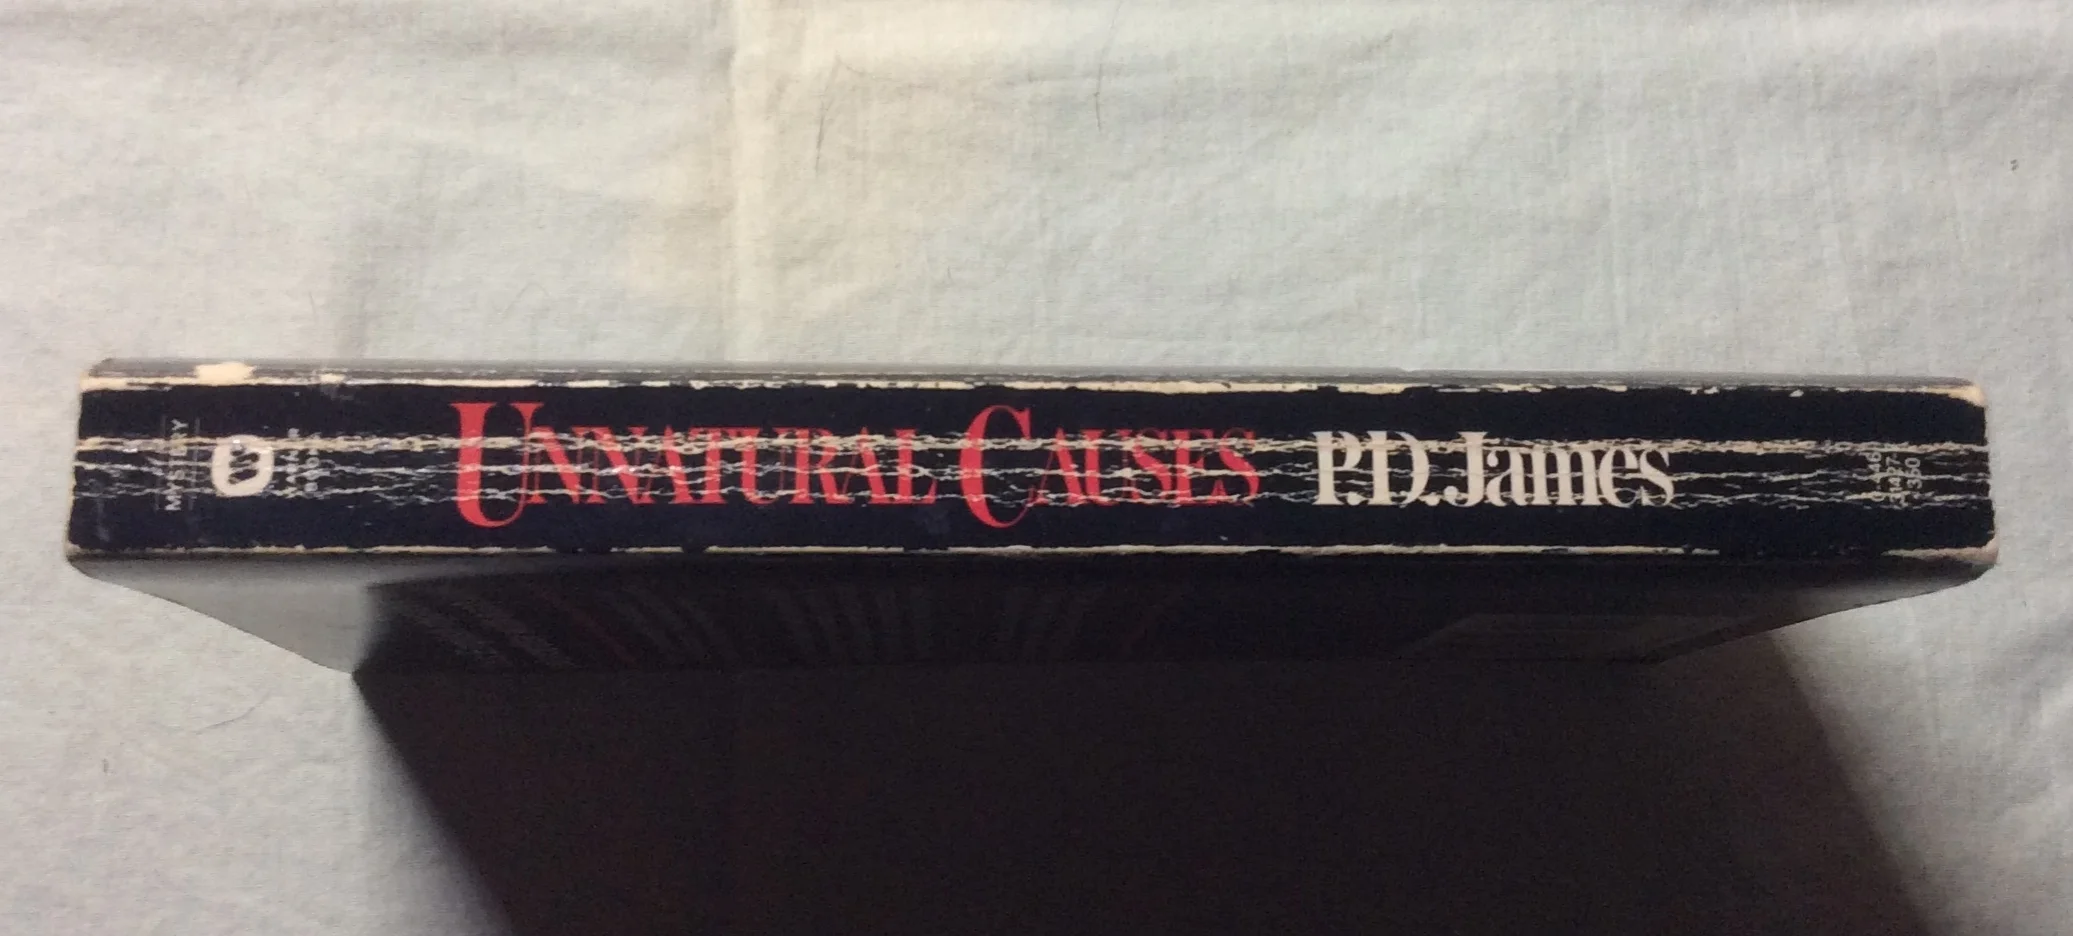 MYSTERY
UNNATURAL CAUSES P.D. James